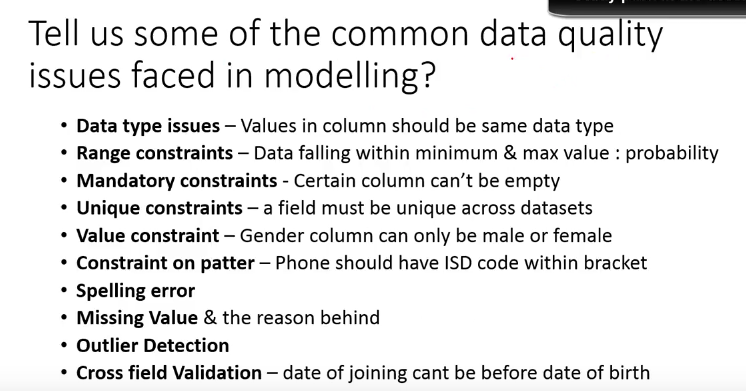 Tell us some of the common data quality
issues faced in modelling?
• Data type issues – Values in column should be same data type
• Range constraints – Data falling within minimum & max value : probability
• Mandatory constraints - Certain column can't be empty
• Unique constraints – a field must be unique across datasets
• Value constraint – Gender column can only be male or female
• Constraint on patter – Phone should have ISD code within bracket
• Spelling error
• Missing Value & the reason behind
• Outlier Detection
• Cross field Validation – date of joining cant be before date of birth